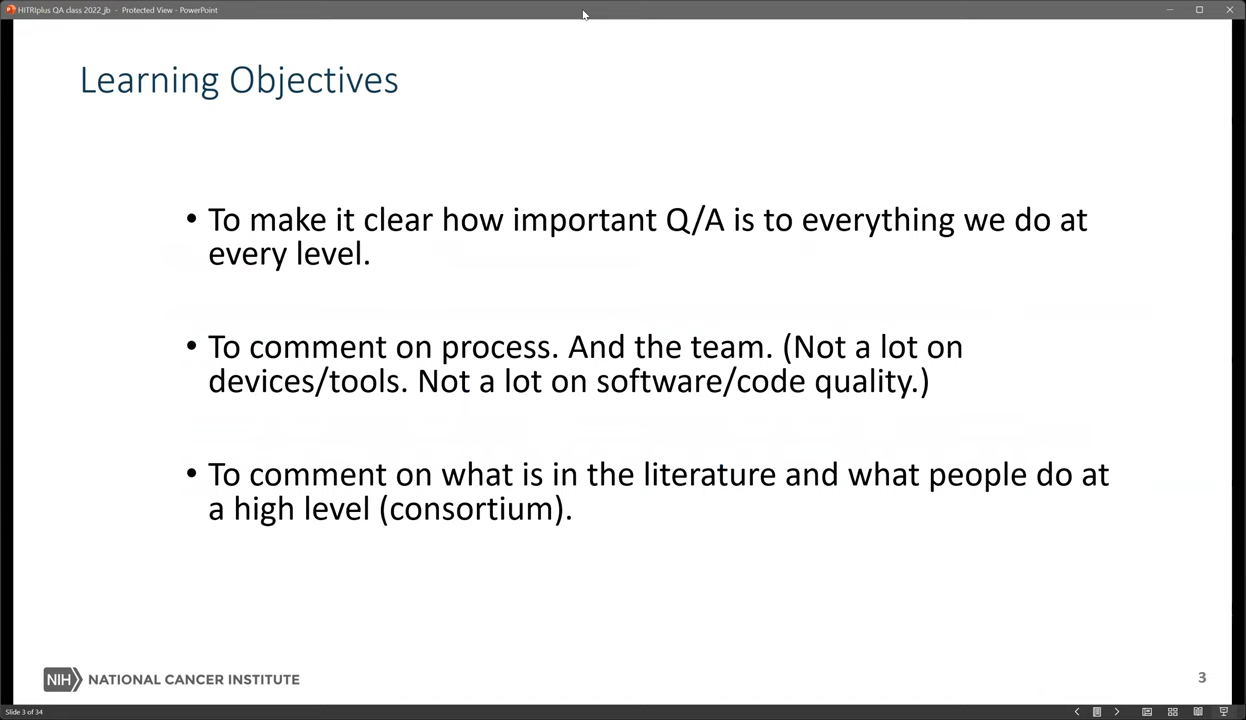 HITRIplus QA class 2022_jb - Protected View - PowerPoint
Learning Objectives
• To make it clear how important Q/A is to everything we do at
every level.
• To comment on process. And the team. (Not a lot on
devices/tools. Not a lot on software/code quality.)
• To comment on what is in the literature and what people do at
a high level (consortium).
NIH NATIONAL CANCER INSTITUTE
3
Slide 3 of 34